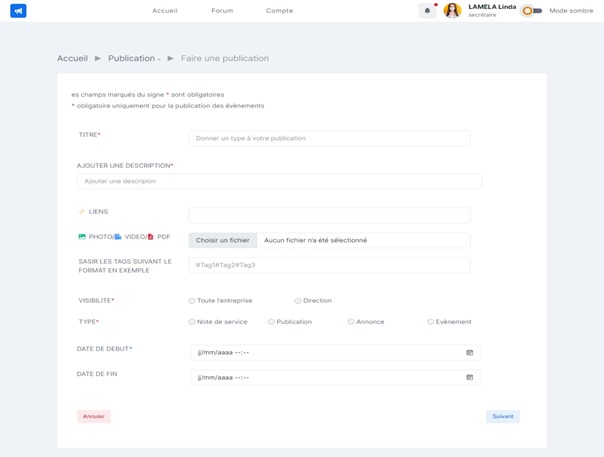 Accueil Forum Compte LAMELA Linda Mode sombre
secrétaire
Accueil ► Publication ► Faire une publication
es champs marqués du signe * sont obligatoires
* obligatoire uniquement pour la publication des évènements
TITRE* Donner un type à votre publication
AJOUTER UNE DESCRIPTION*
Ajouter une descripion
LIENS
PHOTO/ VIDEO/ PDF Choisir un fichier Aucun fichier n'a été sélectionné
SASIR LES TAGS SUIVANT LE
FORMAT EN EXEMPLE
#Tag1#Tag2#Tag3
VISIBILITE* Toute l'entreprise Direction
TYPE* Note de service Publication Annonce Evènement
DATE DE DEBUT* jj/mm/aaaa --:--
DATE DE FIN jj/mm/aaaa --:--
Annuler Suivant